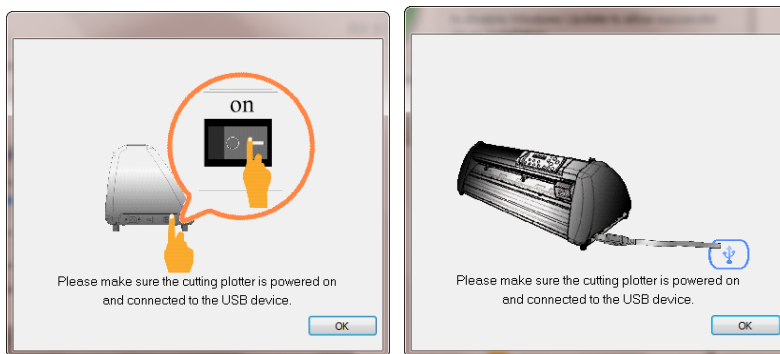 on
Please make sure the cutting plotter is powered on
and connected to the USB device.
OK
Please make sure the cutting plotter is powered on
and connected to the USB device.
OK